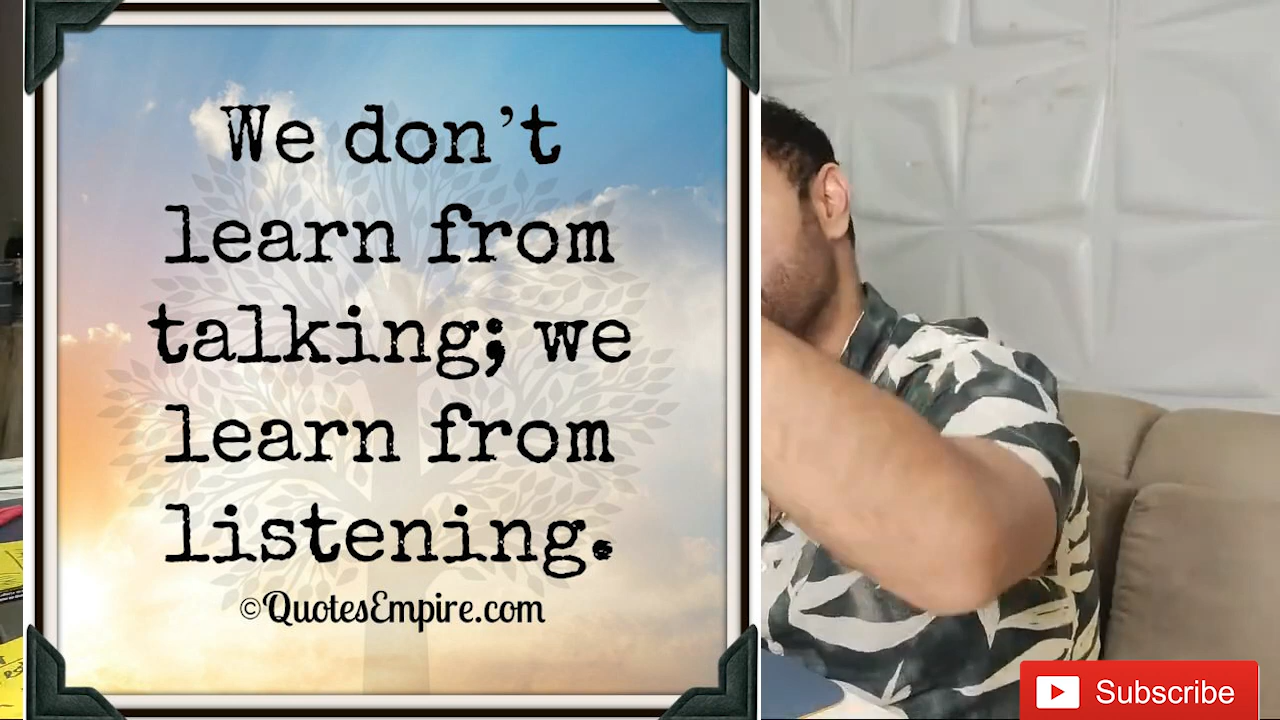 We don't
learn from
talking; we
learn from
listening.
©QuotesEmpire.com
Subscribe